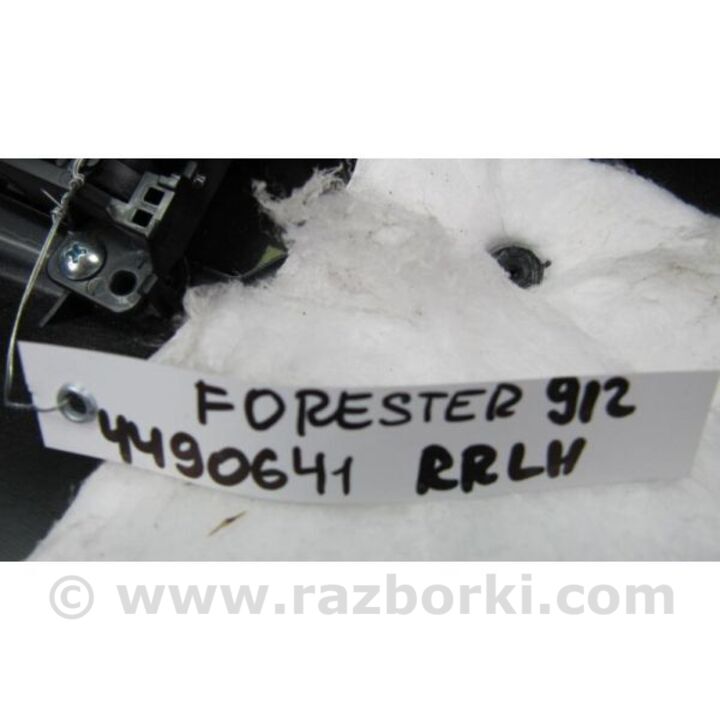 FORESTER 912
4490641 RRLH
© www.razborki.com